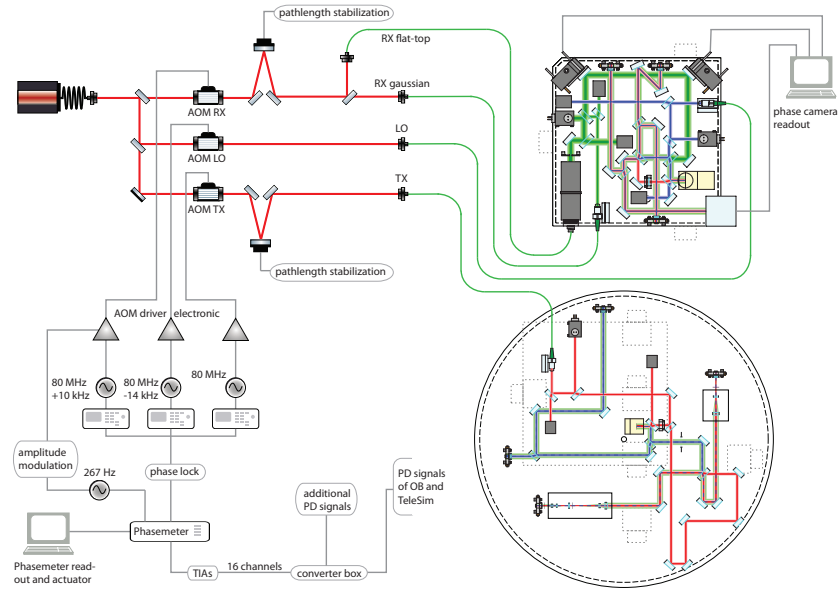 pathlength stabilization
RX flat-top
RX gaussian
AOM RX
LO
AOM LO
TX
AOM TX
pathlength stabilization
phase camera
readout
AOM driver electronic
80 MHz
+10 kHz
80 MHz
-14 kHz
80 MHz
amplitude
modulation
267 Hz
phase lock
additional
PD signals
PD signals
of OB and
TeleSim
Phasemeter
Phasemeter read-
out and actuator
TIAs
16 channels
converter box